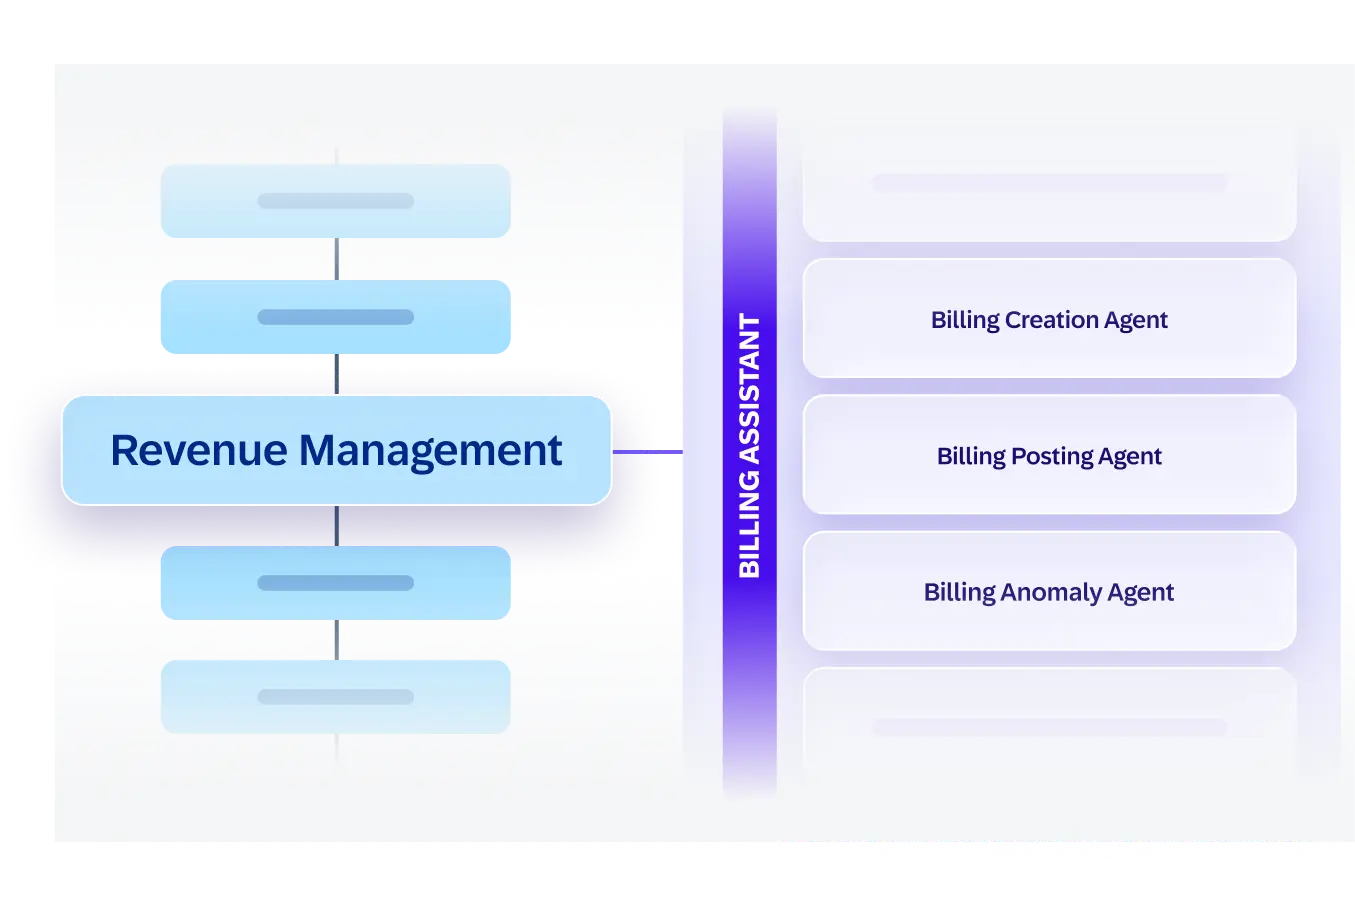 Revenue Management
BILLING ASSISTANT
Billing Creation Agent
Billing Posting Agent
Billing Anomaly Agent